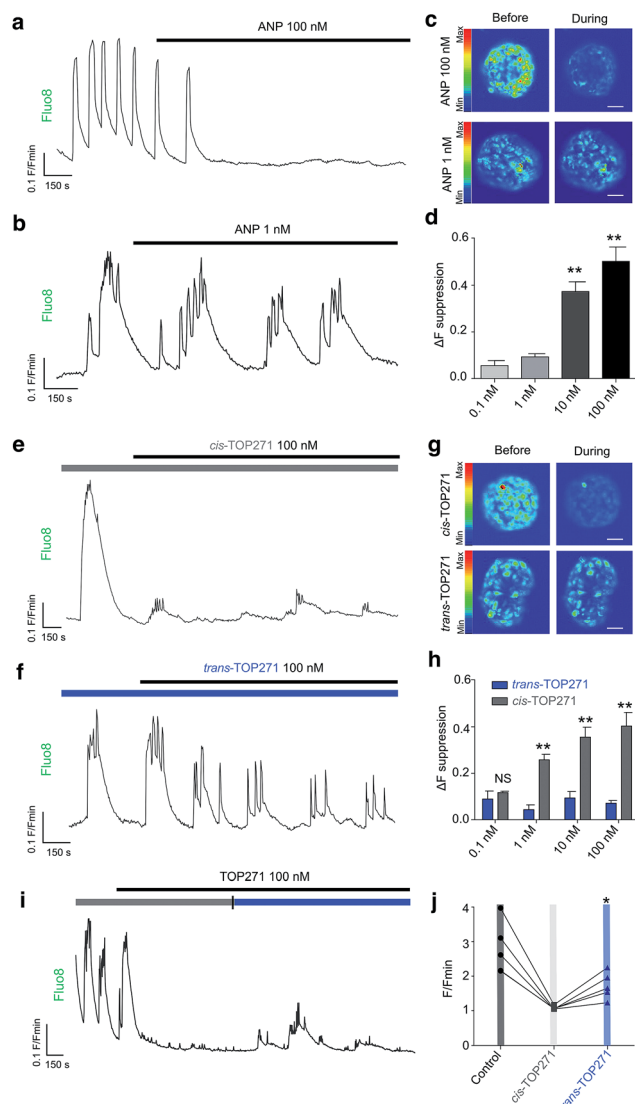 a
ANP 100 nM
Fluo8
0.1 F/Fmin
150 s
b
ANP 1 nM
Fluo8
0.1 F/Fmin
150 s
c
Before
During
ANP 100 nM
Max
Min
ANP 1 nM
Max
Min
d
ΔF suppression
0.6
0.4
0.2
0.0
**
**
0.1 nM
1 nM
10 nM
100 nM
e
cis-TOP271 100 nM
Fluo8
0.1 F/Fmin
150 s
f
trans-TOP271 100 nM
Fluo8
0.1 F/Fmin
150 s
g
Before
During
cis-TOP271
Max
Min
trans-TOP271
Max
Min
h
ΔF suppression
0.6
0.4
0.2
0.0
trans-TOP271
cis-TOP271
NS
**
**
**
0.1 nM
1 nM
10 nM
100 nM
i
TOP271 100 nM
Fluo8
0.1 F/Fmin
150 s
j
F/Fmin
4
3
2
1
0
*
Control
cis-TOP271
rans-TOP271